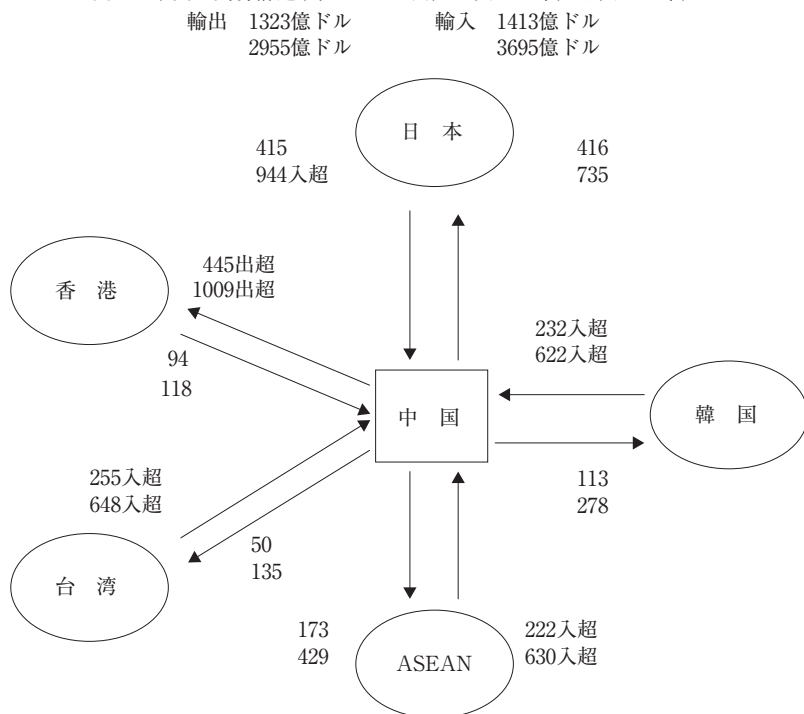 輸出 1323億ドル 輸入 1413億ドル
2955億ドル 3695億ドル
日 本
415
944入超
416
735
香 港
445出超
1009出超
94
118
232入超
622入超
中 国
韓 国
113
278
255入超
648入超
50
135
台 湾
173
429
ASEAN
222入超
630入超